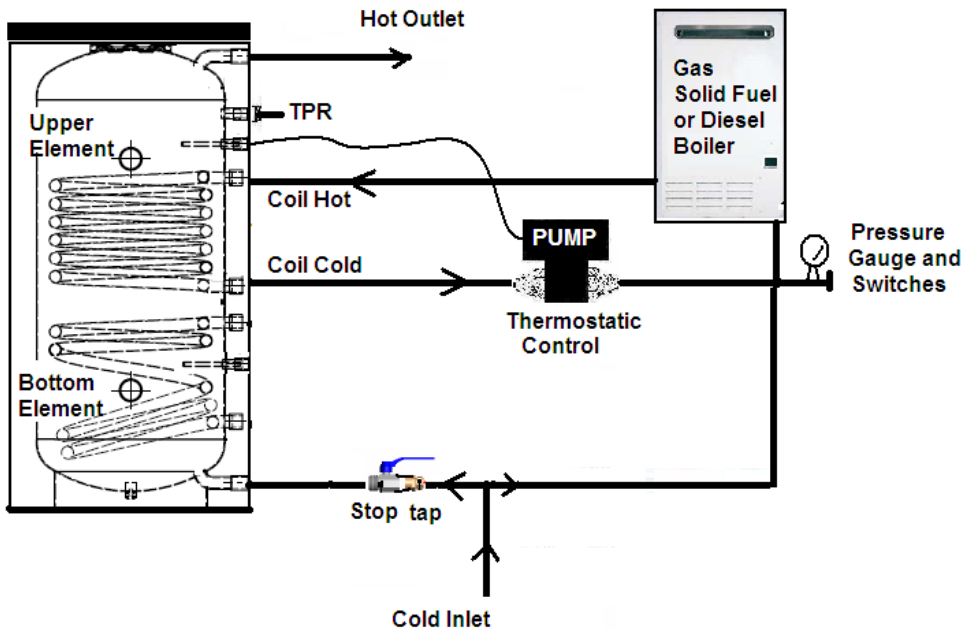 Hot Outlet
Gas
Solid Fuel
or Diesel
Boiler
TPR
Upper
Element
Coil Hot
PUMP
Pressure
Gauge and
Switches
Coil Cold
Thermostatic
Control
Bottom
Element
Stop tap
Cold Inlet